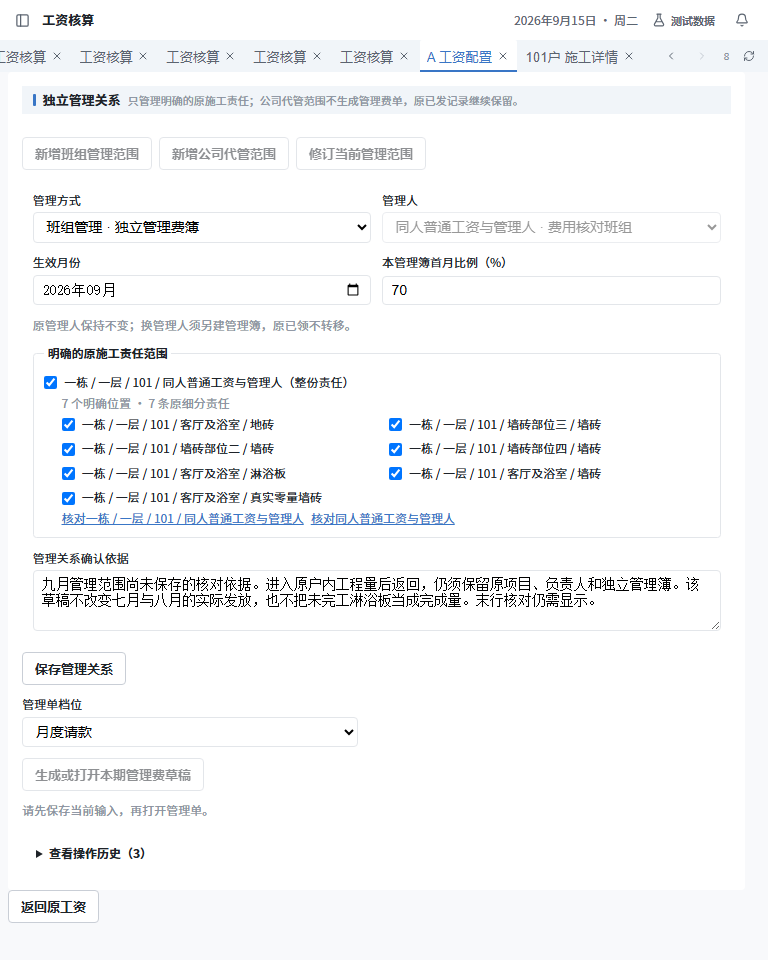 工资核算
2026年9月15日 • 周二
测试数据
工资核算 ×
工资核算 ×
工资核算 ×
工资核算 ×
工资核算 ×
A 工资配置 ×
101户 施工详情 ×
8
独立管理关系 只管理明确的原施工责任；公司代管范围不生成管理费单，原已发记录继续保留。
新增班组管理范围
新增公司代管范围
修订当前管理范围
管理方式
管理人
班组管理 · 独立管理费簿
同人普通工资与管理人 · 费用核对班组
生效月份
本管理簿首月比例（%）
2026年09月
70
原管理人保持不变；换管理人须另建管理簿，原已领不转移。
明确的原施工责任范围
一栋 / 一层 / 101 / 同人普通工资与管理人（整份责任）
7 个明确位置 · 7 条原细分责任
一栋 / 一层 / 101 / 客厅及浴室 / 地砖
一栋 / 一层 / 101 / 墙砖部位三 / 墙砖
一栋 / 一层 / 101 / 墙砖部位二 / 墙砖
一栋 / 一层 / 101 / 墙砖部位四 / 墙砖
一栋 / 一层 / 101 / 客厅及浴室 / 淋浴板
一栋 / 一层 / 101 / 客厅及浴室 / 墙砖
一栋 / 一层 / 101 / 客厅及浴室 / 真实零量墙砖
核对一栋 / 一层 / 101 / 同人普通工资与管理人 核对同人普通工资与管理人
管理关系确认依据
九月管理范围尚未保存的核对依据。进入原户内工程量后返回，仍须保留原项目、负责人和独立管理簿。该
草稿不改变七月与八月的实际发放，也不把未完工淋浴板当成完成量。末行核对仍需显示。
保存管理关系
管理单档位
月度请款
生成或打开本期管理费草稿
请先保存当前输入，再打开管理单。
▶ 查看操作历史（3）
返回原工资